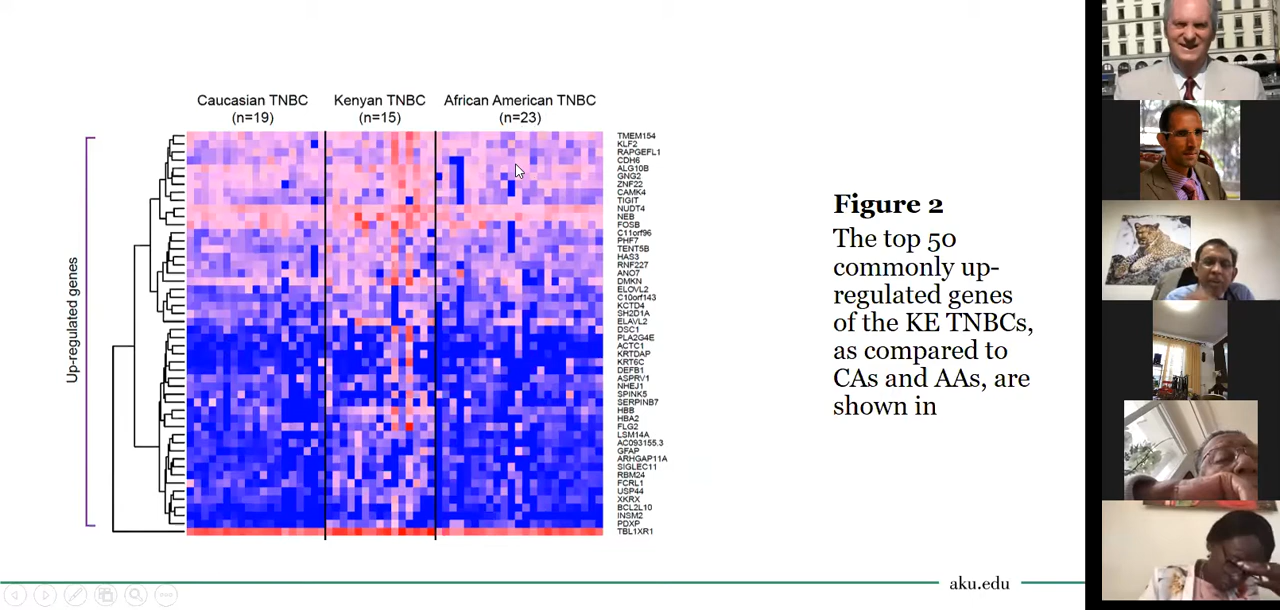 Caucasian TNBC
(n=19)
Kenyan TNBC
(n=15)
African American TNBC
(n=23)
Up-regulated genes
TMEM154
KLF2
RAPGEFL1
CDH6
ALG10B
GNG2
ZNF22
CAMK4
TIGIT
NUDT4
NEB
FOSB
C11orf96
PHF7
TENT5B
HAS3
RNF227
ANO7
DMKN
ELOVL2
C10orf143
KCTD4
SH2D1A
ELAVL2
DSC1
PLA2G4E
ACTC1
KRTDAP
KRT6C
DEFB1
ASPRV1
NHEJ1
SPINK5
SERPINB7
HBB
HBA2
FLG2
LSM14A
AC093155.3
GFAP
ARHGAP11A
SIGLEC11
RBM24
FCRL1
USP44
XKRX
BCL2L10
INSM2
PDXP
TBL1XR1
Figure 2
The top 50
commonly up-
regulated genes
of the KE TNBCs,
as compared to
CAs and AAs, are
shown in
aku.edu